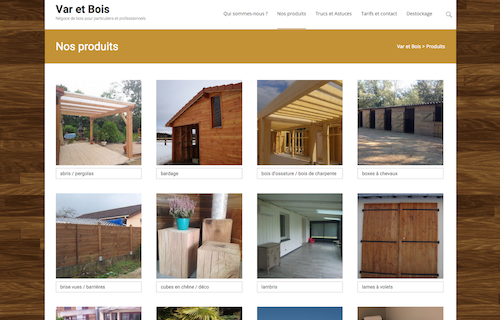 Var et Bois
Négoce de bois pour particuliers et professionnels
Qui sommes-nous ?
Nos produits
Trucs et Astuces
Tarifs et contact
Destockage
Nos produits
Var et Bois > Produits
abris / pergolas
bardage
bois d'ossature / bois de charpente
boxes à chevaux
brise vues / barrières
cubes en chêne / déco
lambris
lames à volets